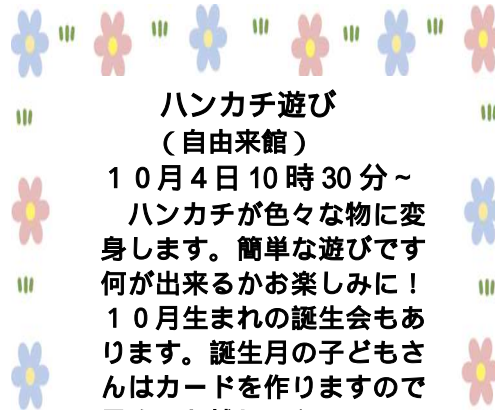 ハンカチ遊び
（自由来館）
１０月４日10時30分~
ハンカチが色々な物に変
身します。簡単な遊びです
何が出来るかお楽しみに！
１０月生まれの誕生会もあ
ります。誕生月の子どもさ
んはカードを作りますので